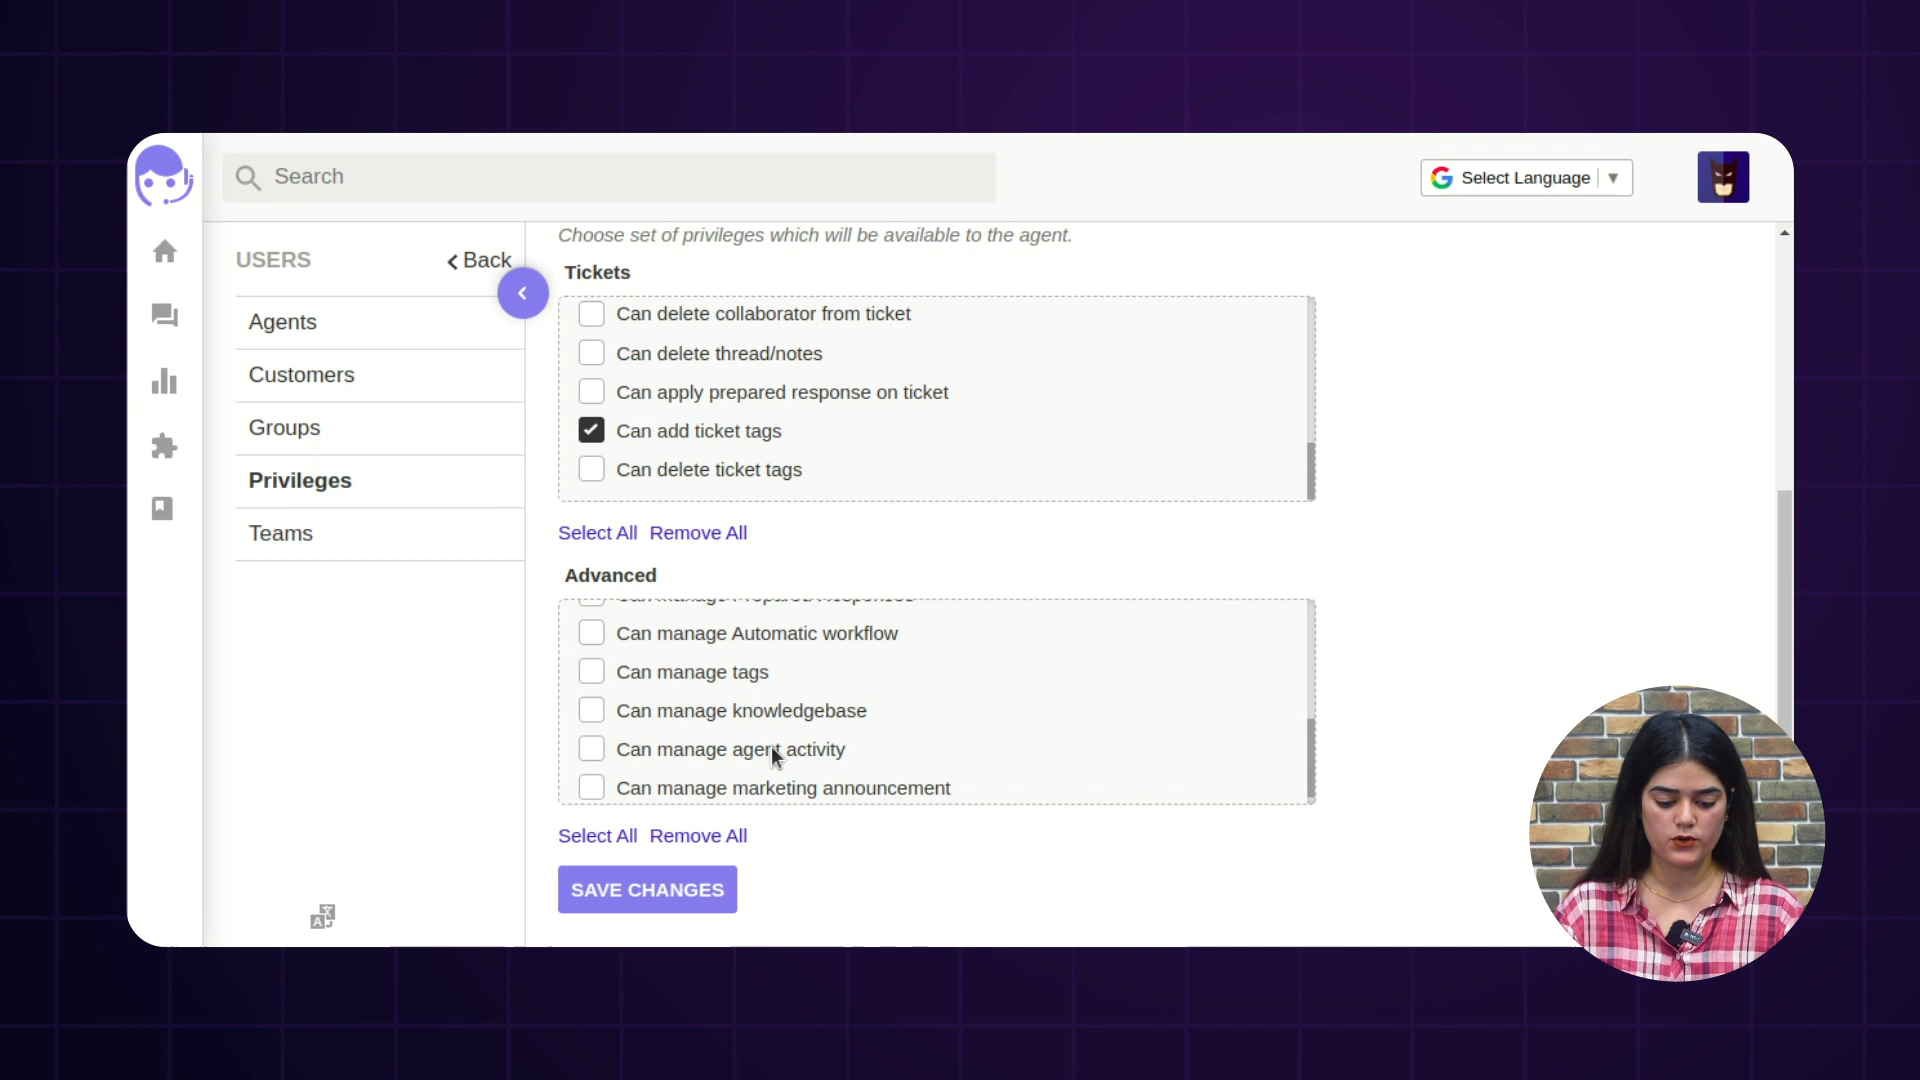 Search
Select Language
USERS
Back
Agents
Customers
Groups
Privileges
Teams
Choose set of privileges which will be available to the agent.
Tickets
Can delete collaborator from ticket
Can delete thread/notes
Can apply prepared response on ticket
Can add ticket tags
Can delete ticket tags
Select All Remove All
Advanced
Can manage Automatic workflow
Can manage tags
Can manage knowledgebase
Can manage agent activity
Can manage marketing announcement
Select All Remove All
SAVE CHANGES